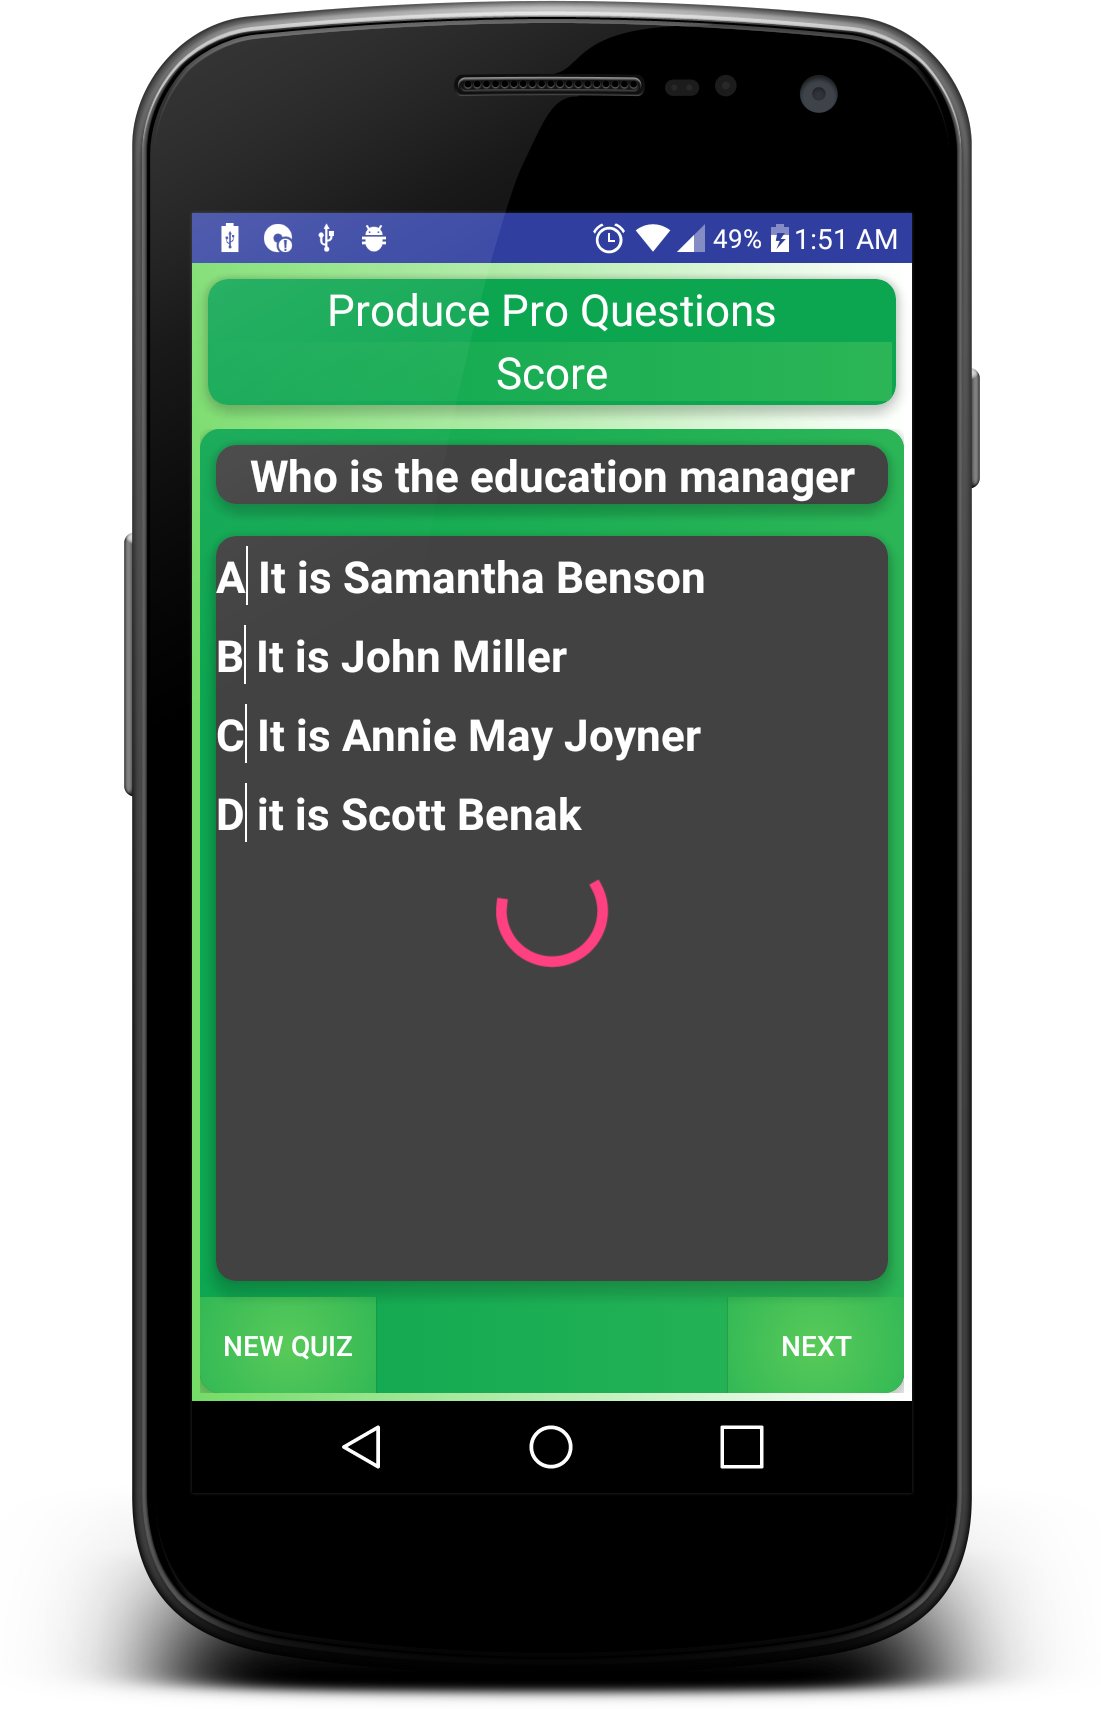 49% 1:51 AM
Produce Pro Questions
Score
Who is the education manager
A| It is Samantha Benson
B| It is John Miller
C| It is Annie May Joyner
D| it is Scott Benak
NEW QUIZ
NEXT